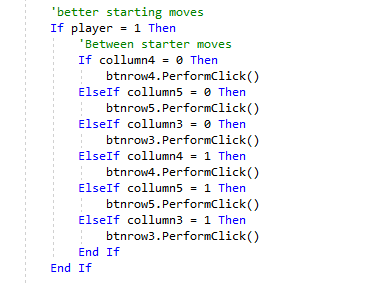 'better starting moves
If player = 1 Then
'Between starter moves
If collumn4 = 0 Then
btnrow4.PerformClick()
ElseIf collumn5 = 0 Then
btnrow5.PerformClick()
ElseIf collumn3 = 0 Then
btnrow3.PerformClick()
ElseIf collumn4 = 1 Then
btnrow4.PerformClick()
ElseIf collumn5 = 1 Then
btnrow5.PerformClick()
ElseIf collumn3 = 1 Then
btnrow3.PerformClick()
End If
End If